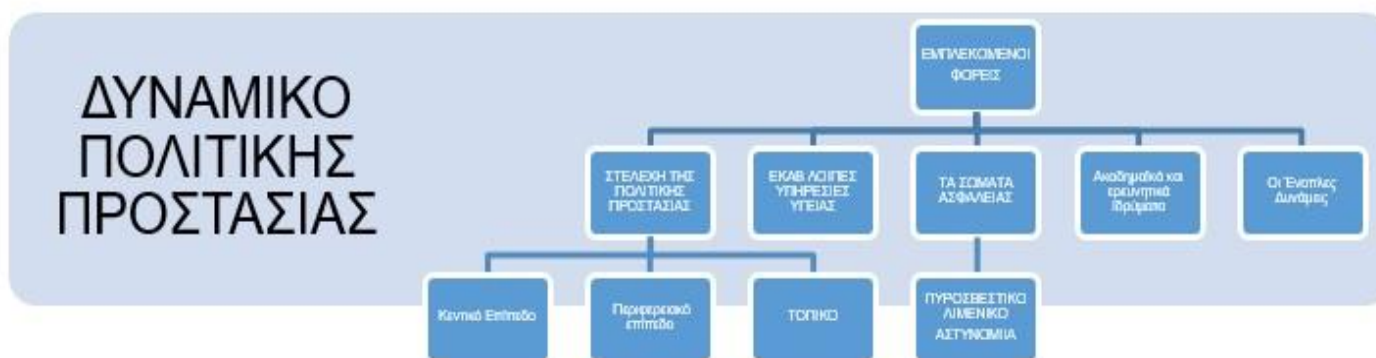 ΔΥΝΑΜΙΚΟ
ΠΟΛΙΤΙΚΗΣ
ΠΡΟΣΤΑΣΙΑΣ
ΕΜΠΛΕΚΟΜΕΝΟΙ
ΦΟΡΕΙΣ
ΣΤΕΛΕΧΗ ΤΗΣ
ΠΟΛΙΤΙΚΗΣ
ΠΡΟΣΤΑΣΙΑΣ
ΕΚΑΒ ΛΟΙΠΕΣ
ΥΠΗΡΕΣΙΕΣ
ΥΓΕΙΑΣ
ΤΑ ΣΩΜΑΤΑ
ΑΣΦΑΛΕΙΑΣ
Ακαδημαϊκά και
ερευνητικά
Ιδρύματα
Οι Ένοπλες
Δυνάμεις
Κεντικό Επίπεδο
Περιφερειακό
επίπεδο
ΤΟΠΙΚΟ
ΠΥΡΟΣΒΕΣΤΙΚΟ
ΛΙΜΕΝΙΚΟ
ΑΣΤΥΝΟΜΙΑ